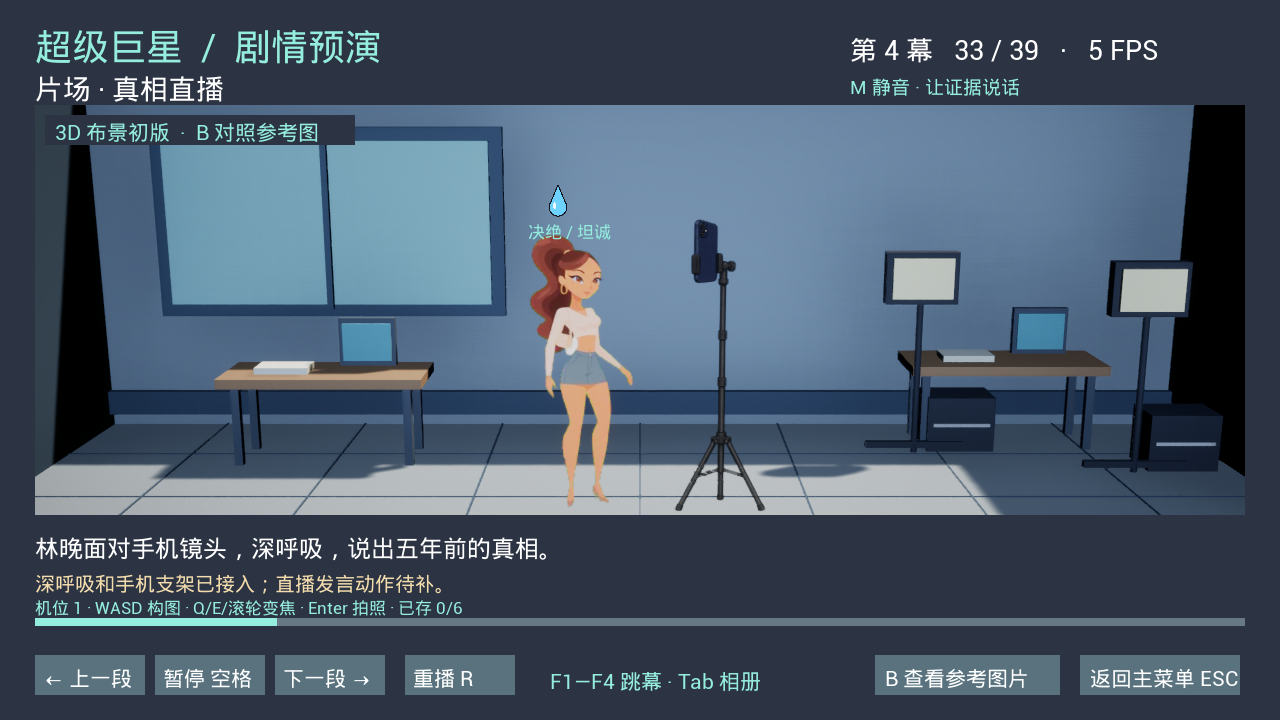 超级巨星 / 剧情预演
第 4 幕 33 / 39 · 5 FPS
片场 · 真相直播
M 静音 · 让证据说话
3D 布景初版 · B 对照参考图
决绝 / 坦诚
林晚面对手机镜头，深呼吸，说出五年前的真相。
深呼吸和手机支架已接入；直播发言动作待补。
机位 1 · WASD 构图 · Q/E/滚轮变焦 · Enter 拍照 · 已存 0/6
← 上一段
暂停 空格
下一段 →
重播 R
F1—F4 跳幕 · Tab 相册
B 查看参考图片
返回主菜单 ESC